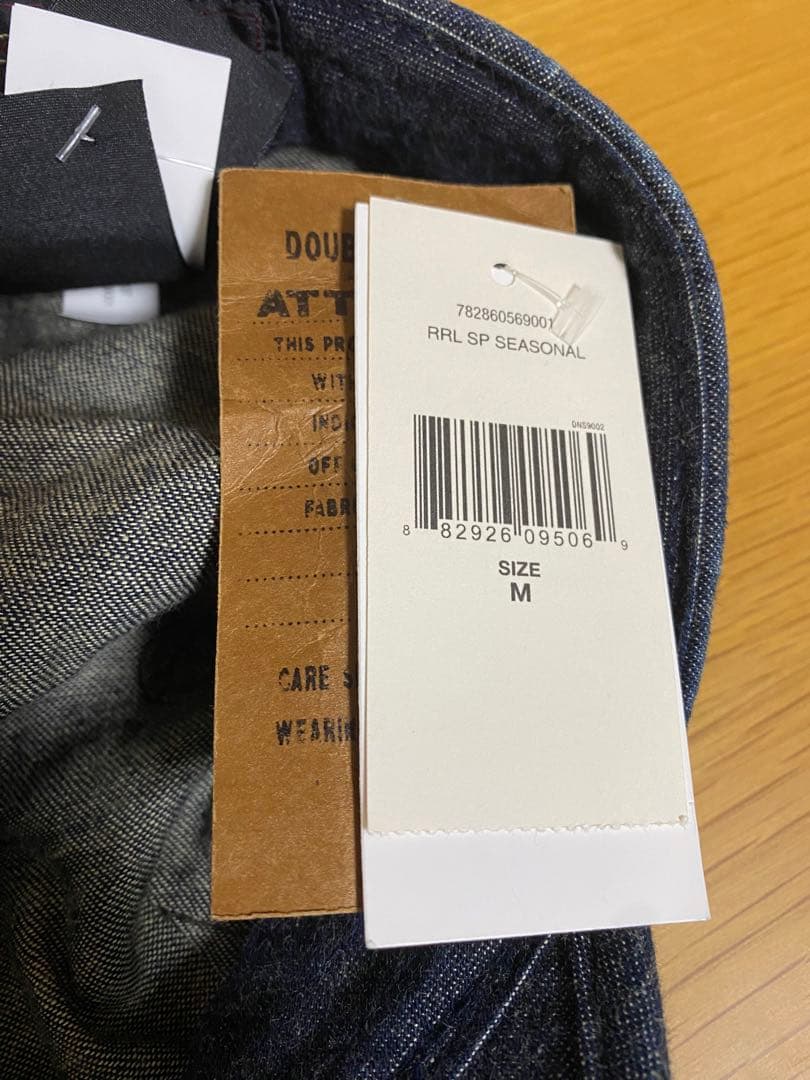 DOUB
ATT
THIS PRO
WITH
INDI
OFF
FABR
CARE S
WEARIN
782860569001
RRL SP SEASONAL
DNS9002
8 82926 09506 9
SIZE
M